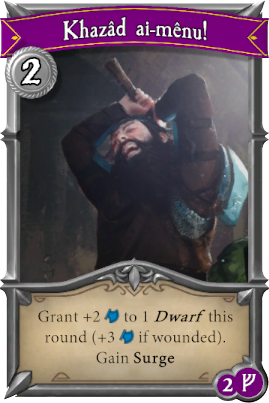 Khazâd ai-mênu!
2
Grant +2 to 1 Dwarf this
round (+3 if wounded).
Gain Surge
2